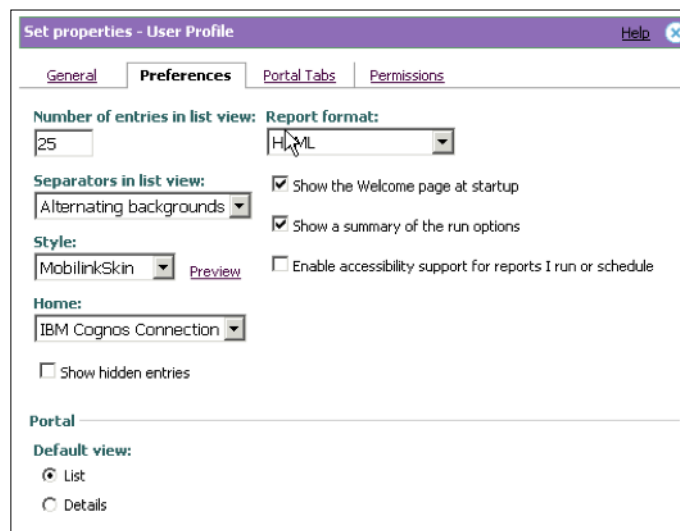 Set properties - User Profile Help
General Preferences Portal Tabs Permissions
Number of entries in list view: Report format:
25 HTML
Separators in list view:
Show the Welcome page at startup
Alternating backgrounds
Show a summary of the run options
Style:
MobilinkSkin Preview
Enable accessibility support for reports I run or schedule
Home:
IBM Cognos Connection
Show hidden entries
Portal
Default view:
List
Details